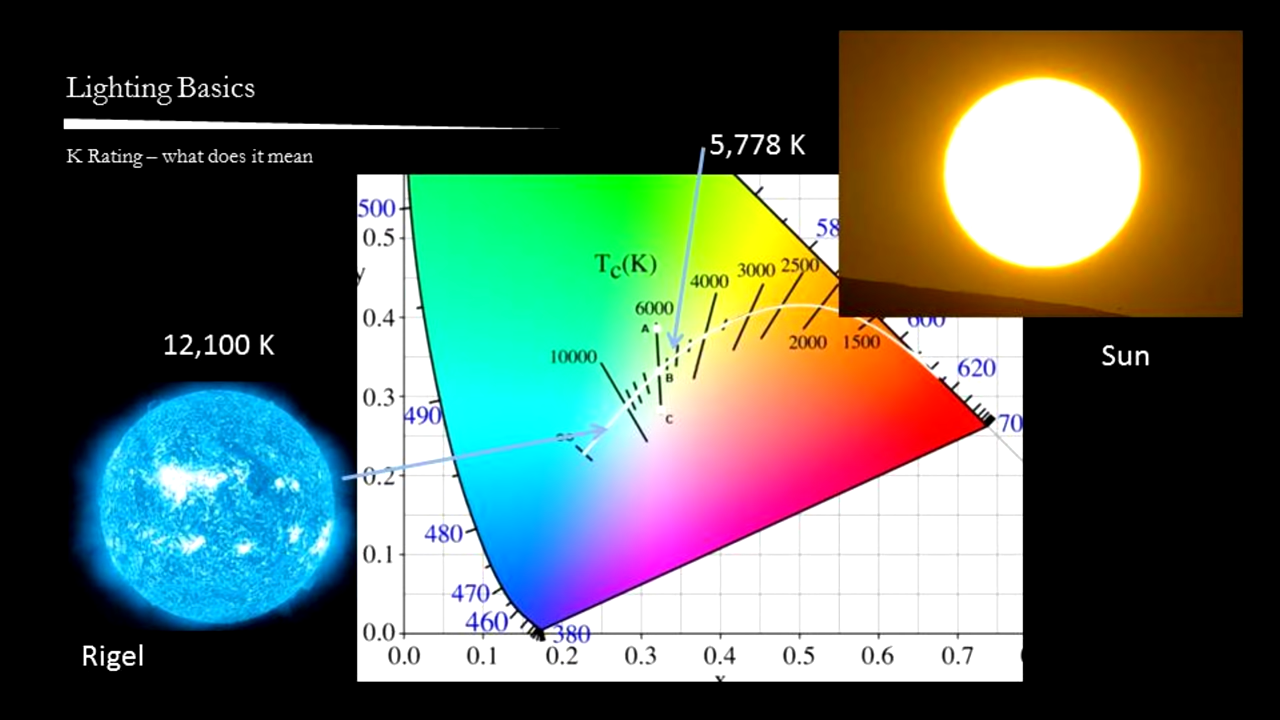 Lighting Basics
K Rating – what does it mean
5,778 K
12,100 K
Rigel
Sun
500
0.5
y
0.4
0.3
490
0.2
480
0.1
470
460
0.0
380
0.0 0.1 0.2 0.3 0.4 0.5 0.6 0.7
x
Tc(K)
58
4000 3000 2500
6000
A
10000
B
C
2000 1500
600
620
70